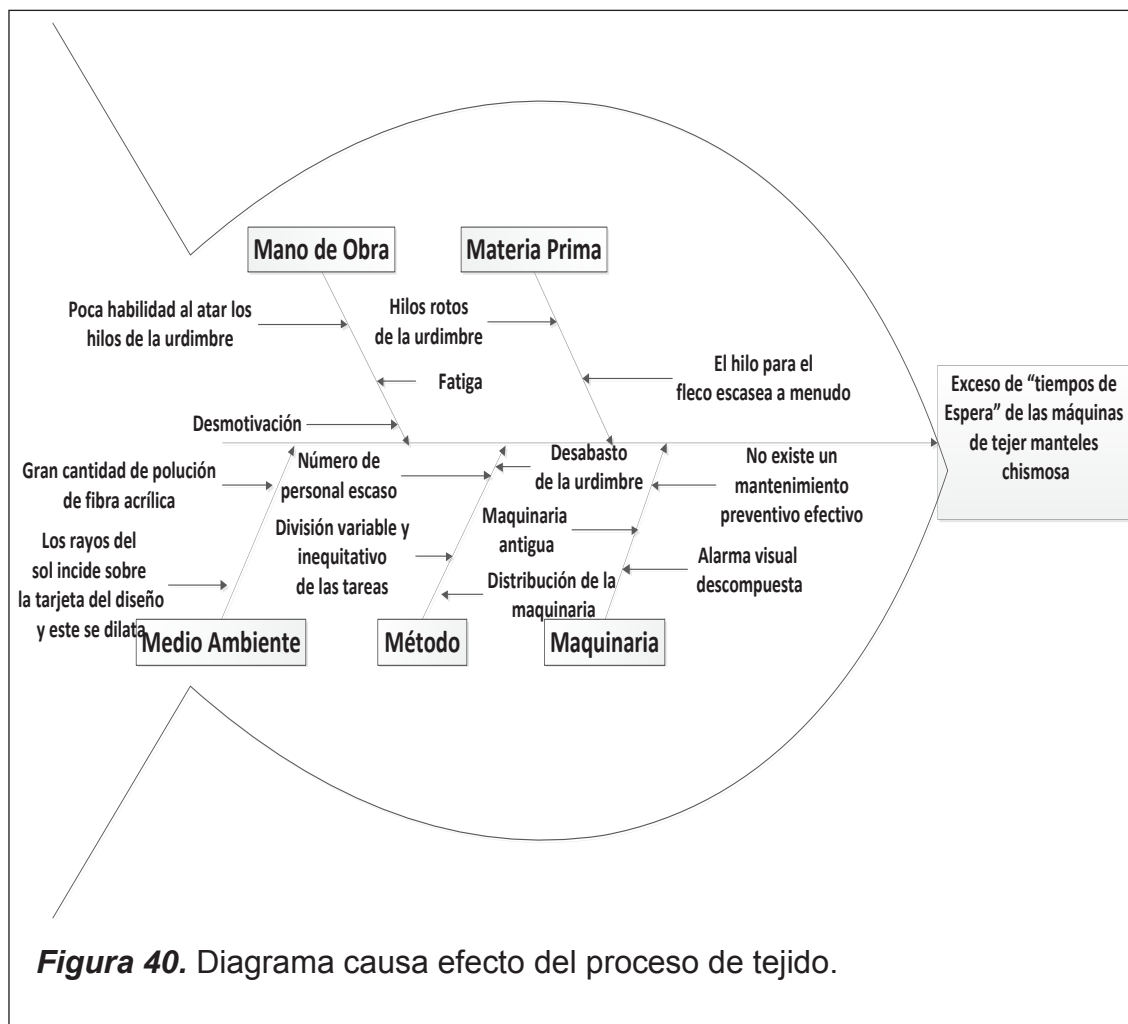 Mano de Obra
Materia Prima
Poca habilidad al atar los
hilos de la urdimbre
Hilos rotos
de la urdimbre
Fatiga
El hilo para el
fleco escasea a menudo
Desmotivación
Exceso de “tiempos de
Espera” de las máquinas
de tejer manteles
chismosa
Gran cantidad de polución
de fibra acrílica
Número de
personal escaso
Desabasto
de la urdimbre
No existe un
mantenimiento
preventivo efectivo
Los rayos del
sol incide sobre
la tarjeta del diseño
y este se dilata
División variable y
inequitativo
de las tareas
Maquinaria
antigua
Distribución de la
maquinaria
Alarma visual
descompuesta
Medio Ambiente
Método
Maquinaria
Figura 40. Diagrama causa efecto del proceso de tejido.